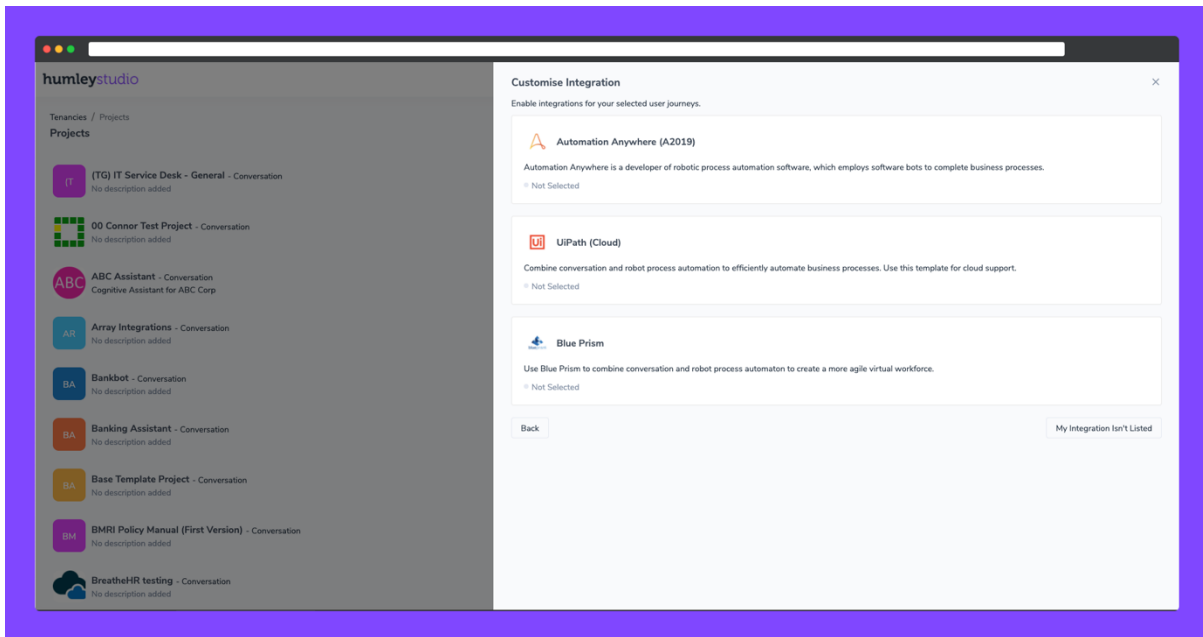 humleystudio
Tenancies / Projects
Projects
(T
(TG) IT Service Desk - General - Conversation
No description added
00 Connor Test Project - Conversation
No description added
ABC
ABC Assistant - Conversation
Cognitive Assistant for ABC Corp
AR
Array Integrations - Conversation
No description added
BA
Bankbot - Conversation
No description added
BA
Banking Assistant - Conversation
No description added
BA
Base Template Project - Conversation
No description added
BM
BMRI Policy Manual (First Version) - Conversation
No description added
BreatheHR testing - Conversation
No description added
Customise Integration
×
Enable integrations for your selected user journeys.
Automation Anywhere (A2019)
Automation Anywhere is a developer of robotic process automation software, which employs software bots to complete business processes.
Not Selected
Ui
UiPath (Cloud)
Combine conversation and robot process automation to efficiently automate business processes. Use this template for cloud support.
Not Selected
Blue Prism
Use Blue Prism to combine conversation and robot process automaton to create a more agile virtual workforce.
Not Selected
Back
My Integration Isn't Listed